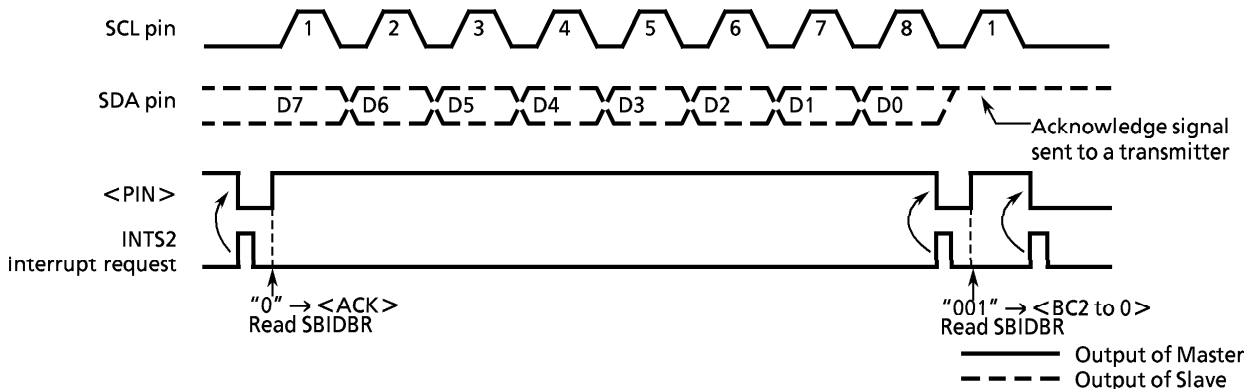 SCL pin
1 2 3 4 5 6 7 8 1
SDA pin
D7 D6 D5 D4 D3 D2 D1 D0
Acknowledge signal
sent to a transmitter
<PIN>
INTS2
interrupt request
"0" → <ACK>
Read SBIDBR
"001" → <BC2 to 0>
Read SBIDBR
Output of Master
Output of Slave